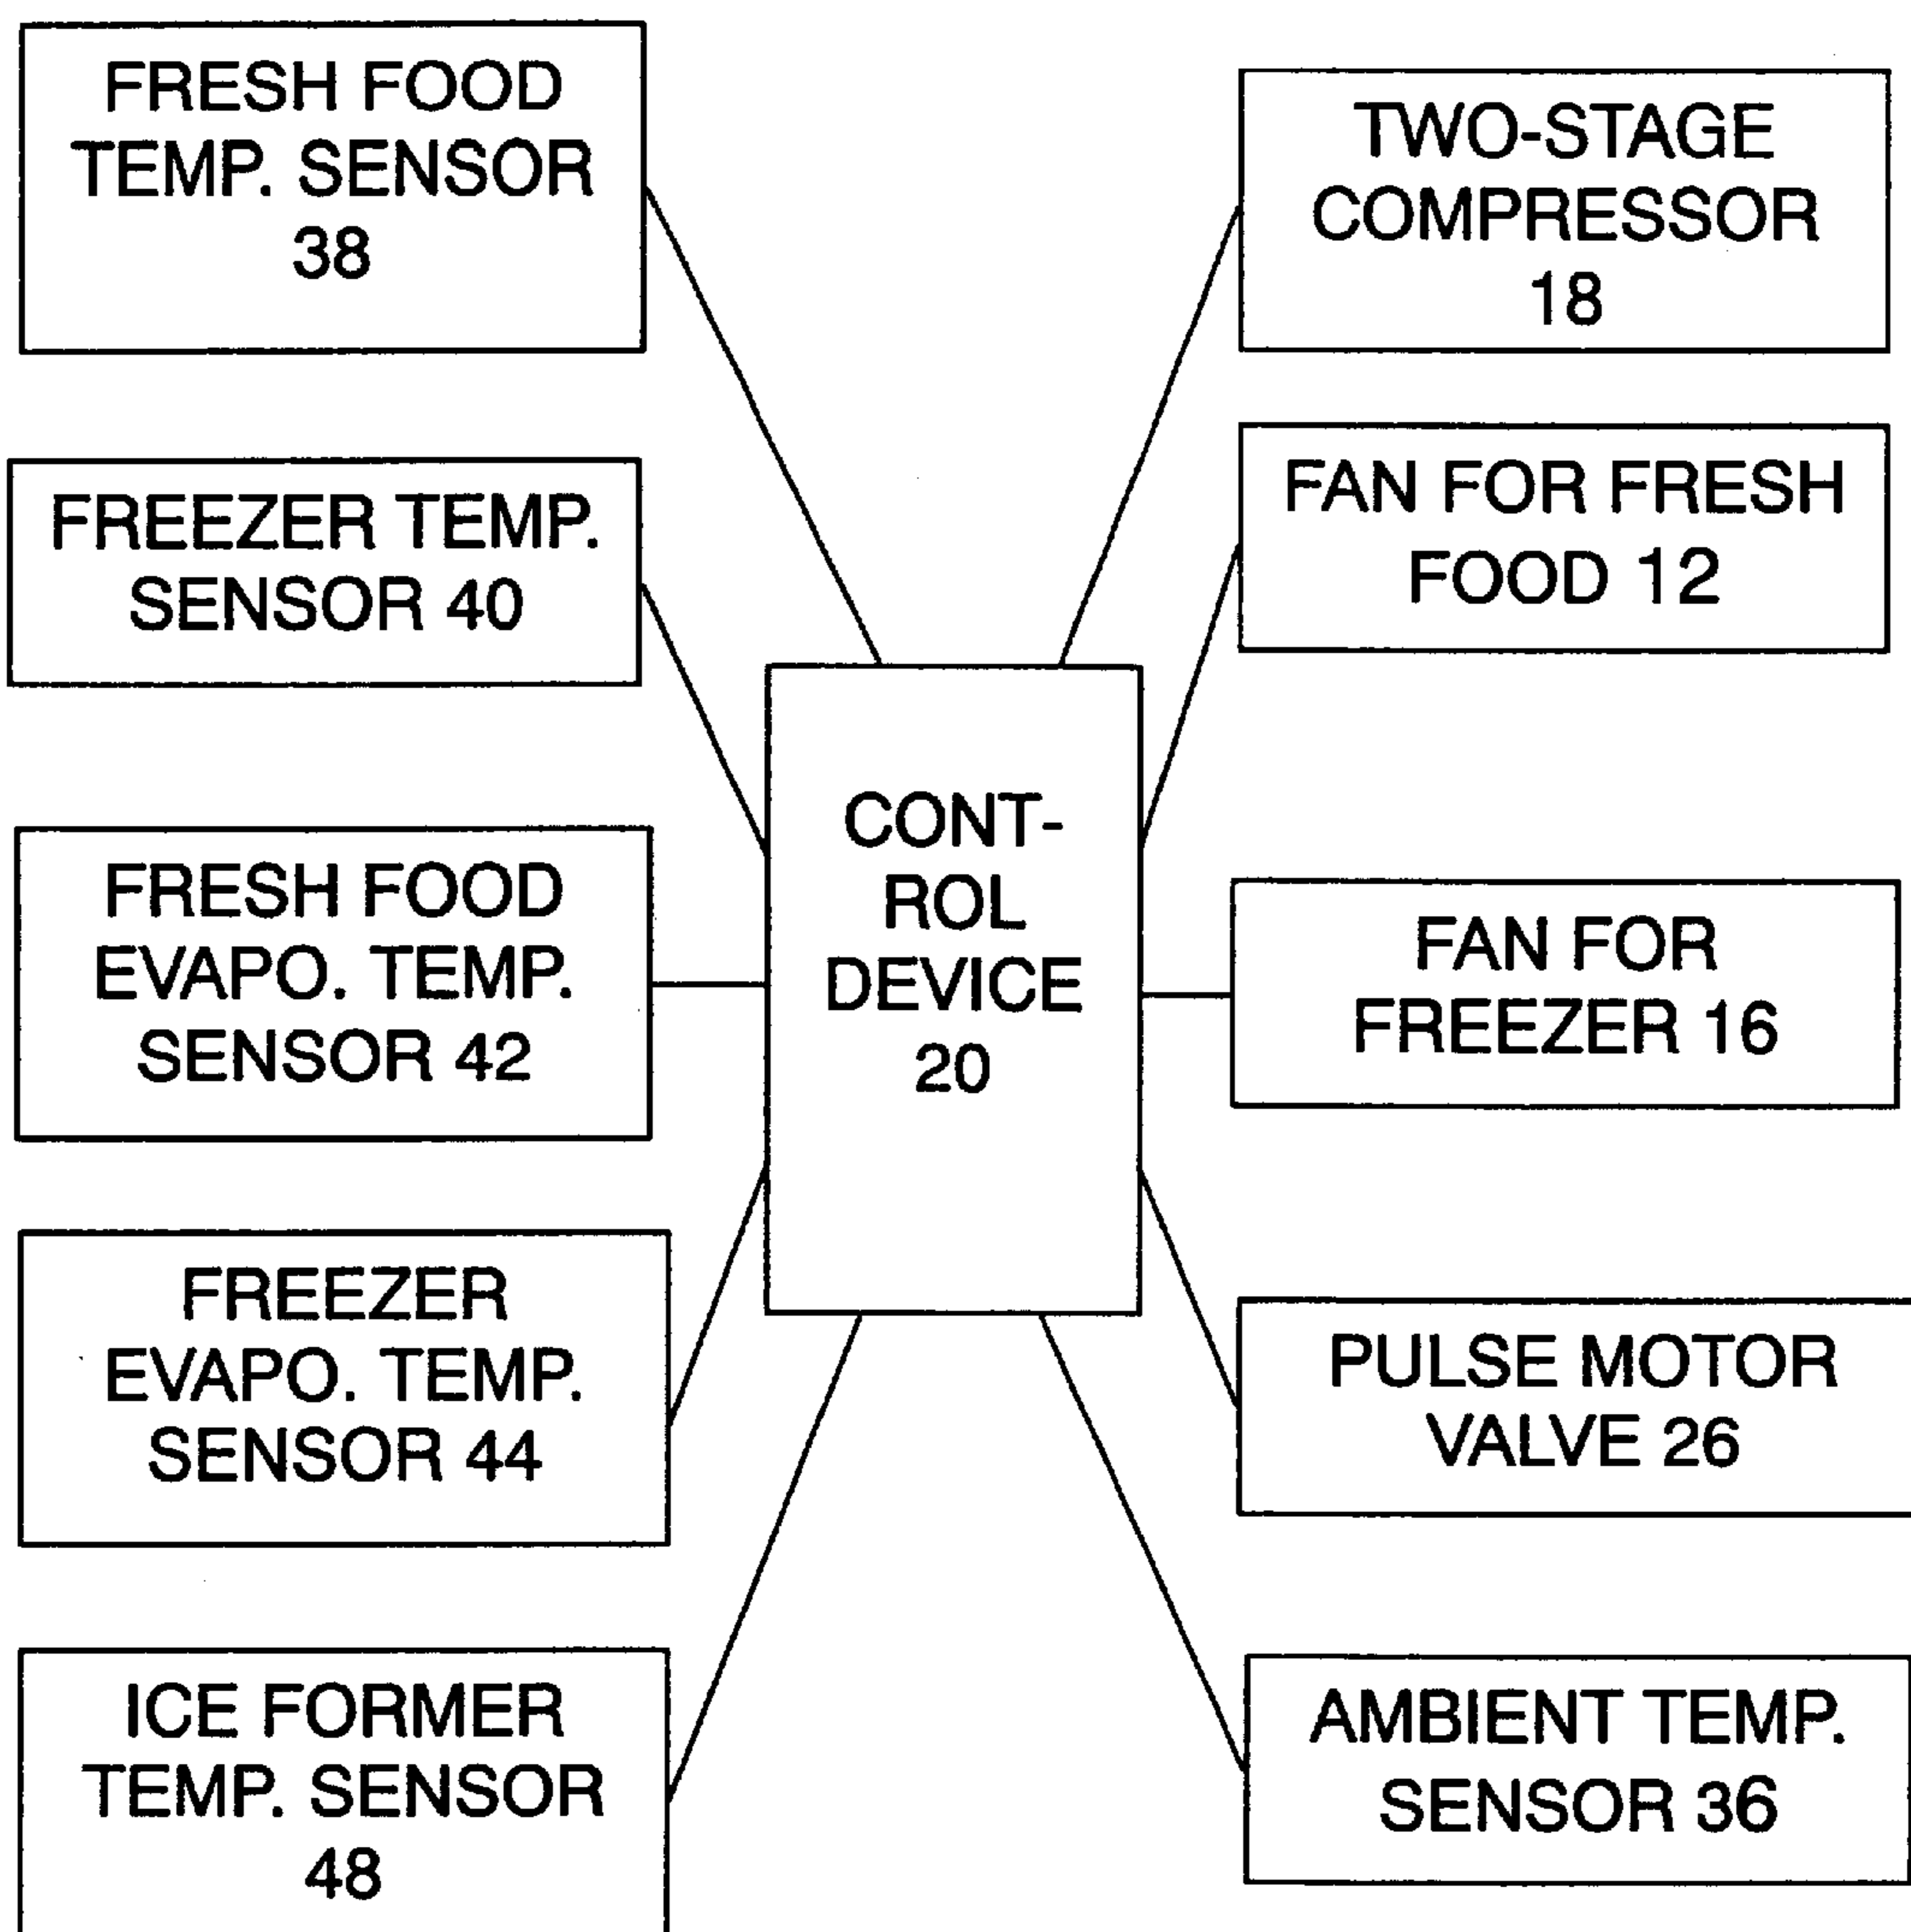 FRESH FOOD
TEMP. SENSOR
38
FREEZER TEMP.
SENSOR 40
FRESH FOOD
EVAPO. TEMP.
SENSOR 42
FREEZER
EVAPO. TEMP.
SENSOR 44
ICE FORMER
TEMP. SENSOR
48
CONT-
ROL
DEVICE
20
TWO-STAGE
COMPRESSOR
18
FAN FOR FRESH
FOOD 12
FAN FOR
FREEZER 16
PULSE MOTOR
VALVE 26
AMBIENT TEMP.
SENSOR 36